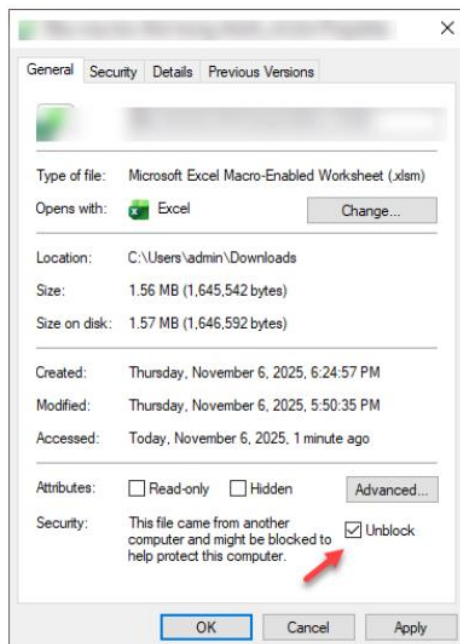 General Security Details Previous Versions
Type of file: Microsoft Excel Macro-Enabled Worksheet (.xlsm)
Opens with: Excel Change...
Location: C:\Users\admin\Downloads
Size: 1.56 MB (1,645,542 bytes)
Size on disk: 1.57 MB (1,646,592 bytes)
Created: Thursday, November 6, 2025, 6:24:57 PM
Modified: Thursday, November 6, 2025, 5:50:35 PM
Accessed: Today, November 6, 2025, 1 minute ago
Attributes: Read-only Hidden Advanced...
Security: This file came from another
computer and might be blocked to
help protect this computer.
Unblock
OK Cancel Apply